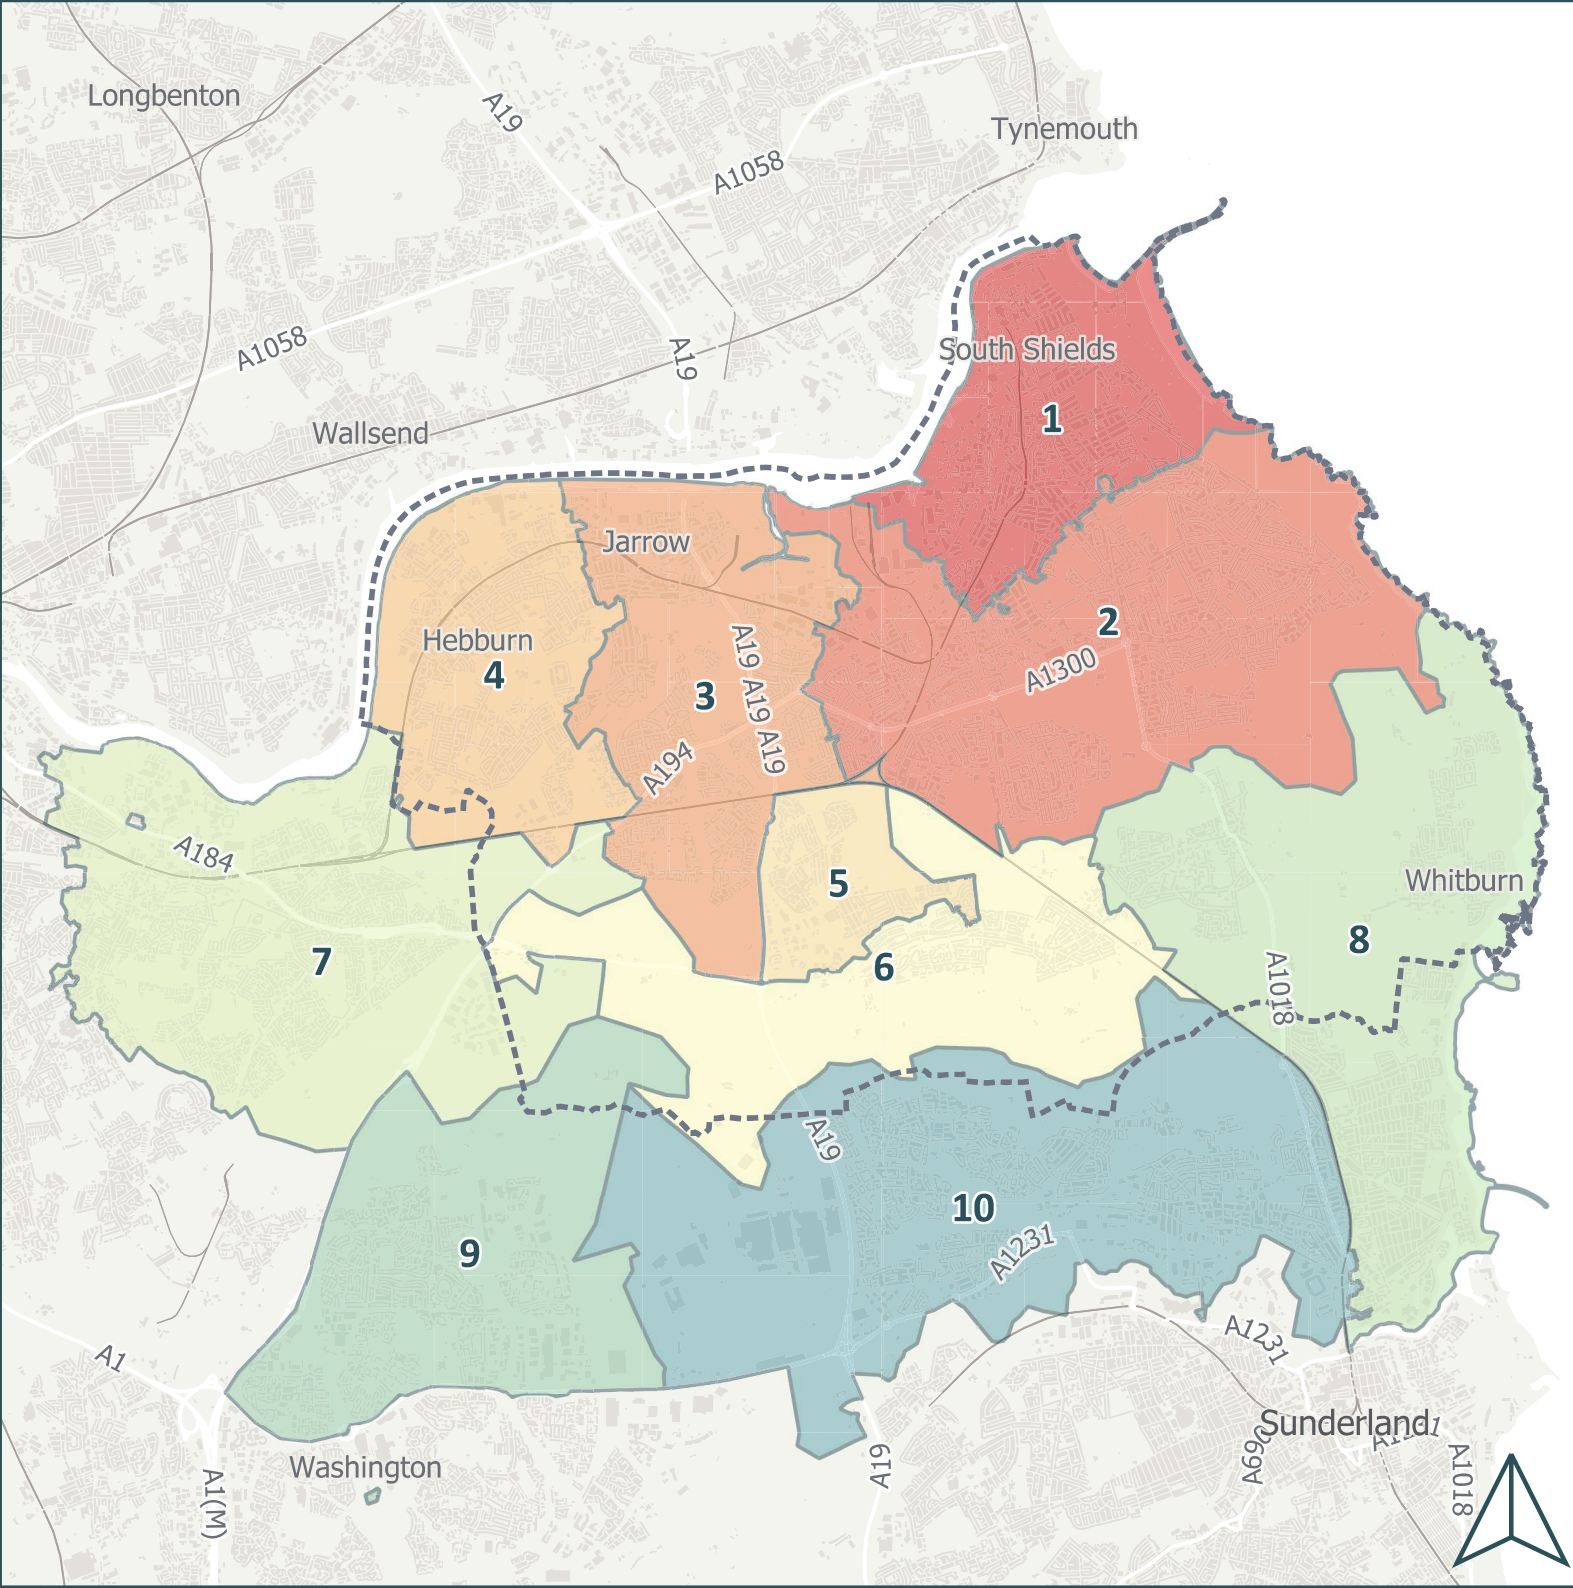 Longbenton
A19
Tynemouth
A1058
A1058
A19
South Shields
1
Wallsend
Jarrow
Hebburn
2
A19
4
3
A1300
A19
A19
A194
A184
5
Whitburn
8
7
6
A1018
A19
10
9
A1231
A1
A1231
Sunderland
A690
Washington
A19
A1018
A1(M)